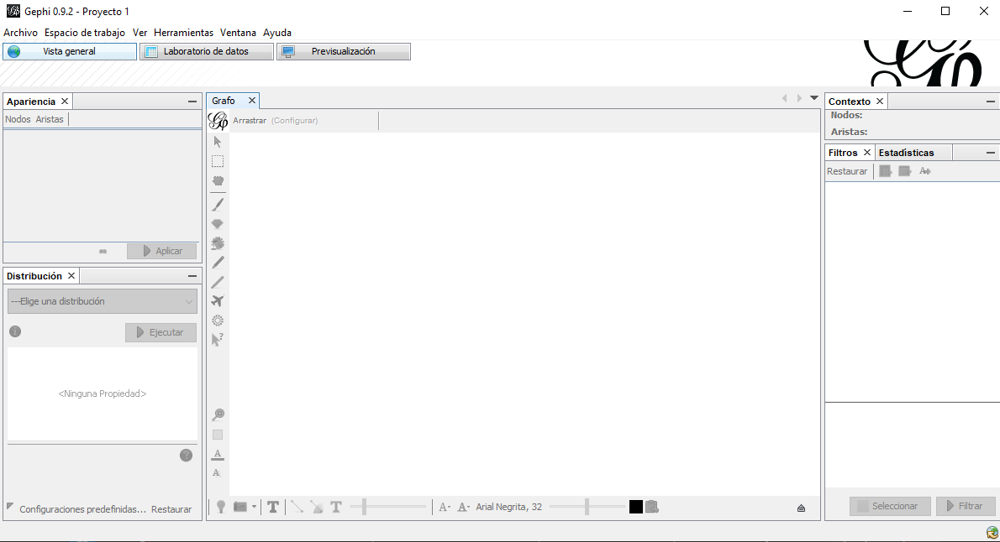 Gephi 0.9.2 - Proyecto 1
Archivo Espacio de trabajo Ver Herramientas Ventana Ayuda
Vista general Laboratorio de datos Previsualización
Apariencia
Nodos Aristas
Aplicar
Distribución
---Elige una distribución
Ejecutar
<Ninguna Propiedad>
Configuraciones predefinidas... Restaurar
Grafo
Arrastrar (Configurar)
Arial Negrita, 32
Contexto
Nodos:
Aristas:
Filtros Estadísticas
Restaurar
Seleccionar Filtrar